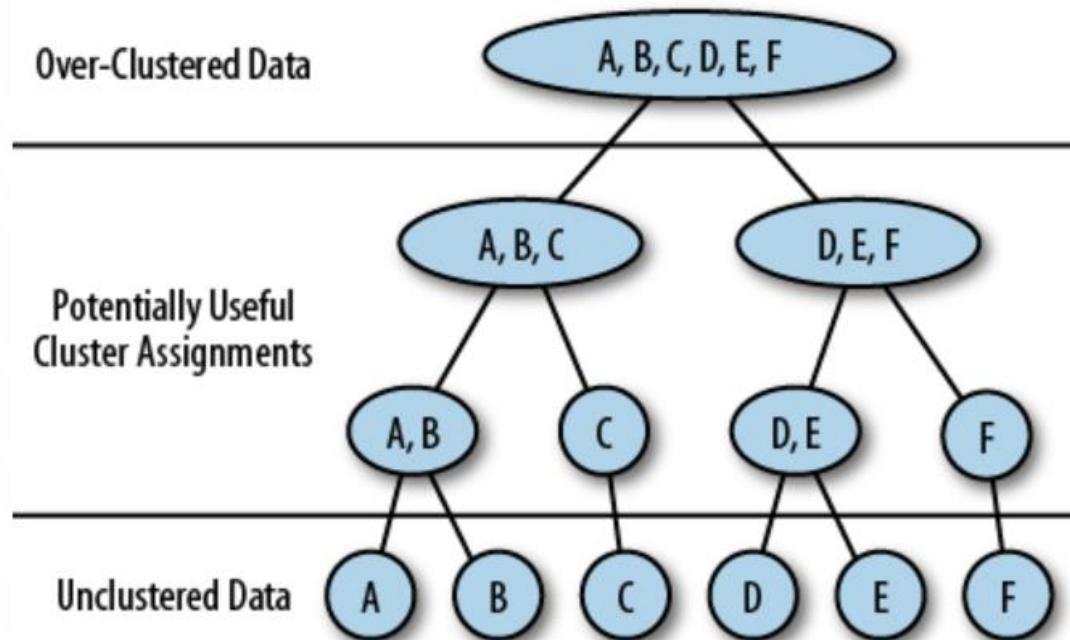 Over-Clustered Data
A, B, C, D, E, F
A, B, C
D, E, F
Potentially Useful
Cluster Assignments
A, B
C
D, E
F
Unclustered Data
A
B
C
D
E
F